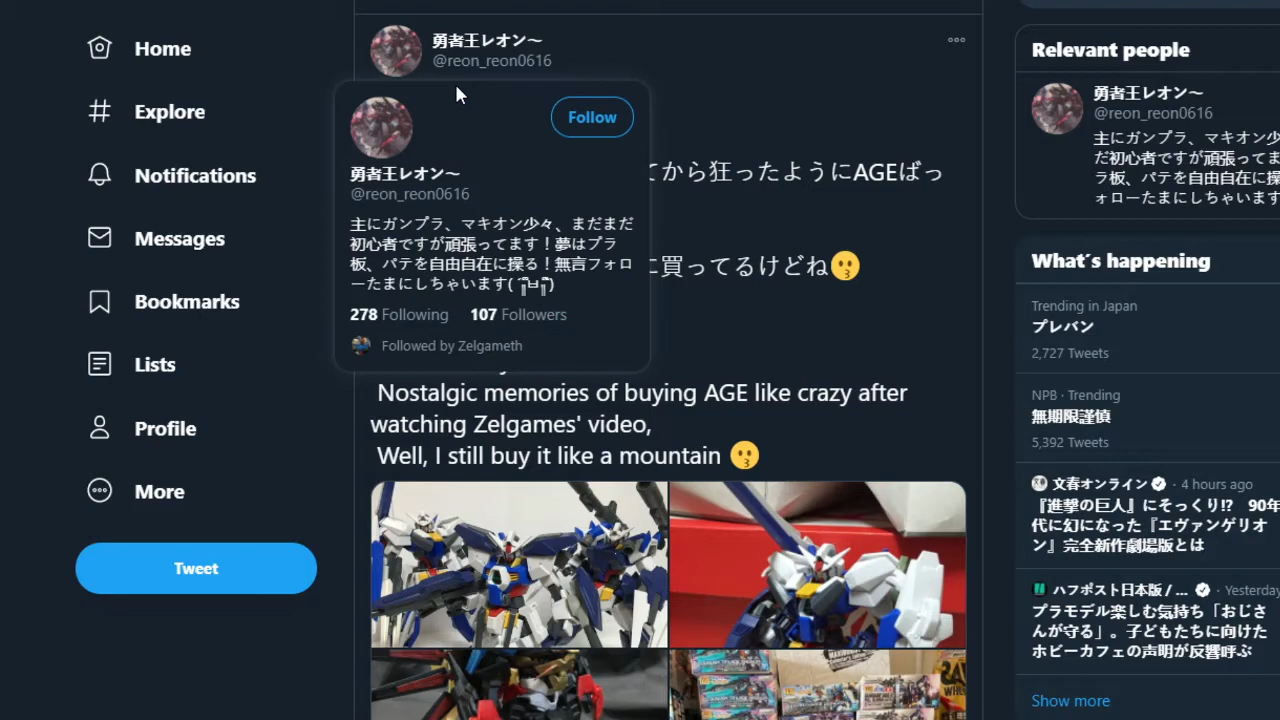 Home
Explore
Notifications
Messages
Bookmarks
Lists
Profile
More
Tweet
勇者王レオン〜
@reon_reon0616
Follow
勇者王レオン〜
@reon_reon0616
主にガンプラ、マキオン少々、まだまだ
初心者ですが頑張ってます！夢はプラ
板、パテを自由自在に操る！無言フォロ
ーたまにしちゃいます(
278 Following 107 Followers
Followed by Zelgameth
てから狂ったようにAGEばっ
に買ってるけどね😗
Nostalgic memories of buying AGE like crazy after
watching Zelgames' video,
Well, I still buy it like a mountain 😗
Relevant people
勇者王レオン〜
@reon_reon0616
主にガンプラ、マキオン少
だ初心者ですが頑張ってま
ラ板、パテを自由自在に操
ォローたまにしちゃいます
What's happening
Trending in Japan
プレバン
2,727 Tweets
NPB · Trending
無期限謹慎
5,392 Tweets
文春オンライン · 4 hours ago
『進撃の巨人』にそっくり!? 90年
代に幻になった『エヴァンゲリオ
ン』完全新作劇場版とは
ハフポスト日本版 / ... · Yesterday
プラモデル楽しむ気持ち「おじさ
んが守る」。子どもたちに向けた
ホビーカフェの声明が反響呼ぶ
Show more